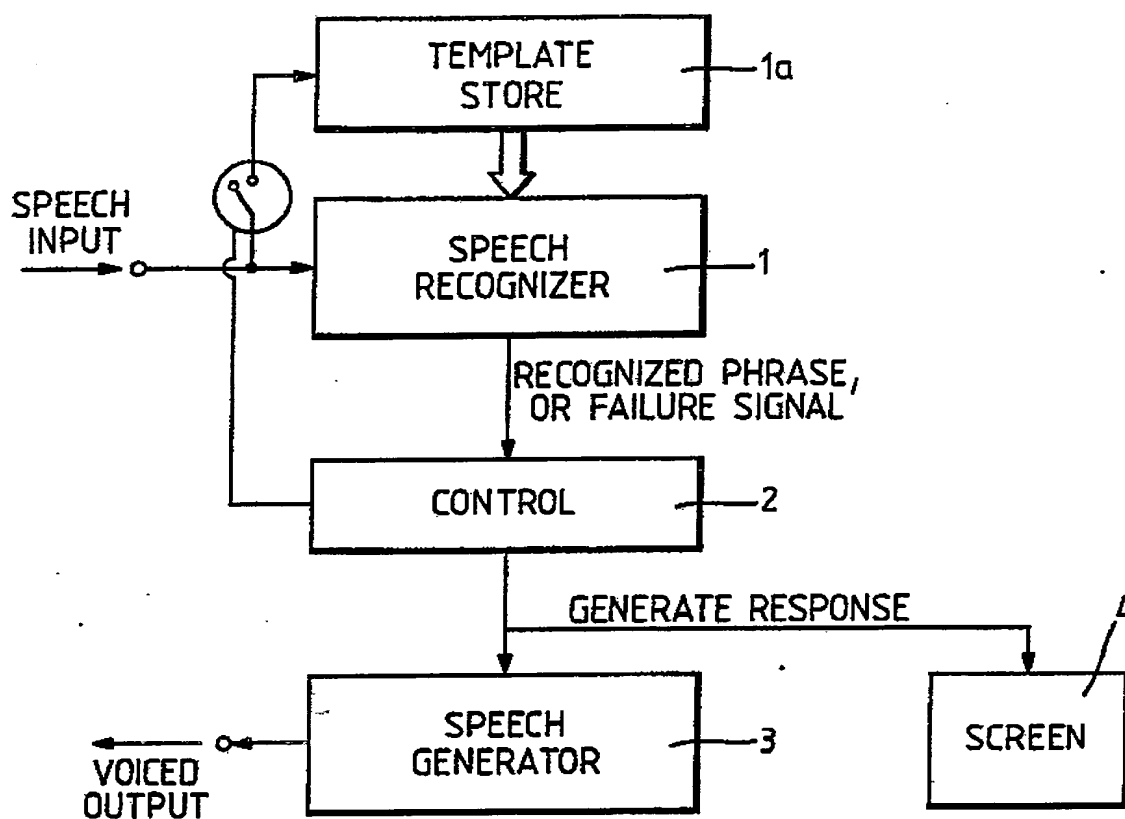 TEMPLATE
STORE
1a
SPEECH
INPUT
SPEECH
RECOGNIZER
1
RECOGNIZED PHRASE,
OR FAILURE SIGNAL
CONTROL
2
GENERATE RESPONSE
SPEECH
GENERATOR
3
SCREEN
VOICED
OUTPUT